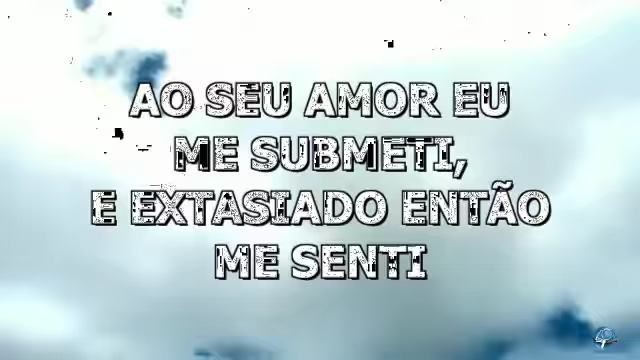 AO SEU AMOR EU
ME SUBMETI,
E EXTASIADO ENTÃO
ME SENTI